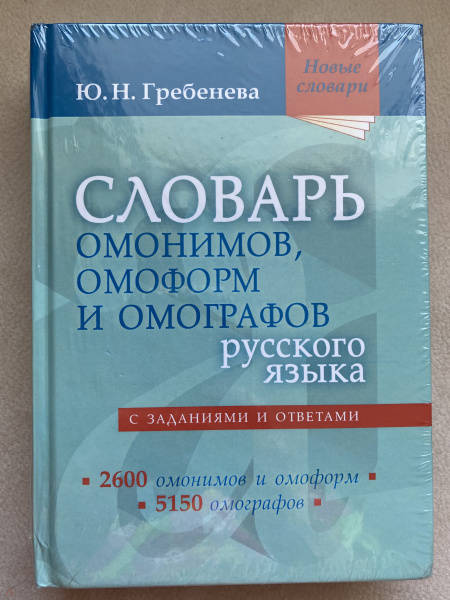 Новые
словари
Ю. Н. Гребенева
СЛОВАРЬ
ОМОНИМОВ,
ОМОФОРМ
И ОМОГРАФОВ
русского
языка
С ЗАДАНИЯМИ И ОТВЕТАМИ
▪ 2600 омонимов и омоформ ▪
▪ 5150 омографов ▪